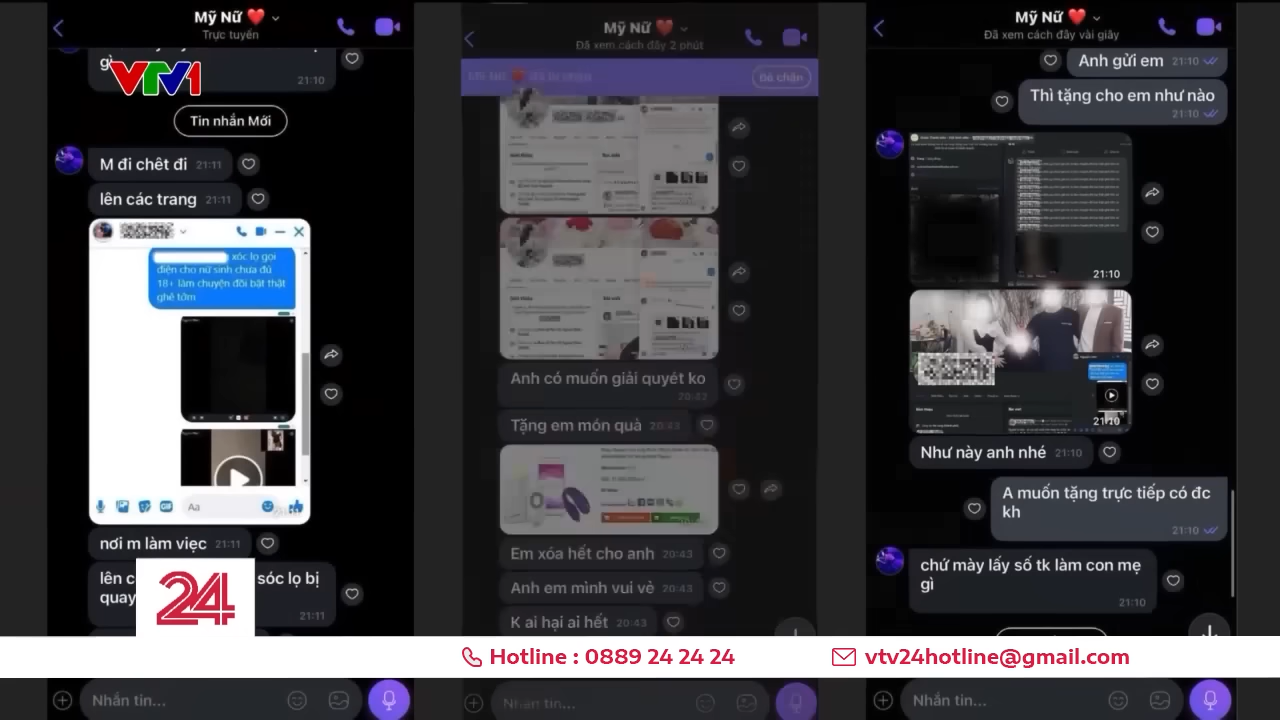 Mỹ Nữ ❤️
Trực tuyến
VTV1
gì
21:10
Tin nhắn Mới
M đi chêt đi 21:11
lên các trang 21:11
xóc lọ gọi
điện cho nữ sinh chưa đủ
18+ làm chuyện đồi bật thật
ghê tởm
Aa
nơi m làm viẹc 21:11
lên c
sóc lọ bị
quay
21:11
24
Nhắn tin...
Mỹ Nữ ❤️
Đã xem cách đây 2 phút
Bỏ chặn
Anh có muốn giải quyét ko
20:43
Tặng em món quà 20:43
Em xóa hết cho anh 20:43
Anh em mình vui vẻ 20:43
K ai hại ai hết 20:43
Nhắn tin...
Mỹ Nữ ❤️
Đã xem cách đây vài giây
Anh gửi em 21:10
Thì tặng cho em như nào
21:10
21:10
21:10
Như này anh nhé 21:10
A muốn tặng trực tiếp có đc
kh
21:10
chứ mày lấy số tk làm con mẹ
gì
21:10
Nhắn tin...
Hotline : 0889 24 24 24
vtv24hotline@gmail.com